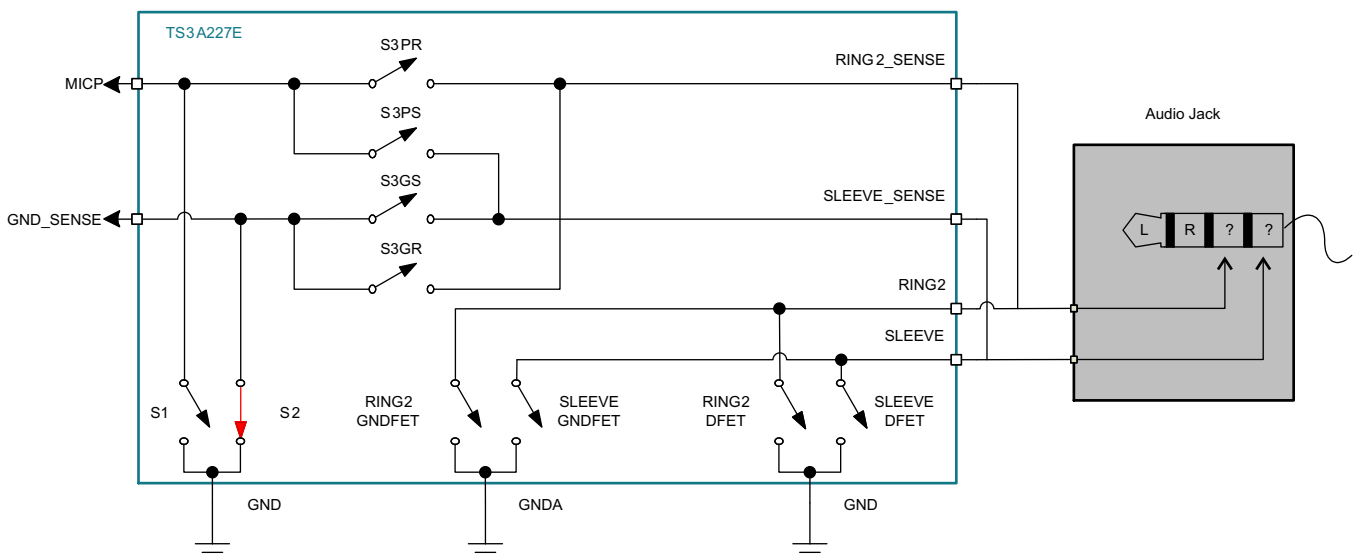 TS3A227E
S3PR
RING2_SENSE
MICP
Audio Jack
S3PS
S3GS
SLEEVE_SENSE
GND_SENSE
L R ? ?
S3GR
RING2
SLEEVE
S1
S2
RING2
GNDFET
SLEEVE
GNDFET
RING2
DFET
SLEEVE
DFET
GND
GNDA
GND